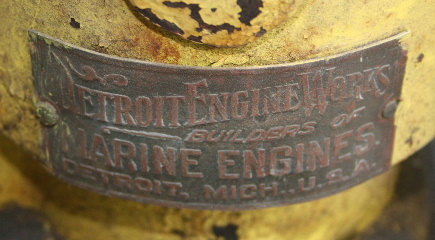 DETROIT ENGINE WORKS
BUILDERS OF
MARINE ENGINES.
DETROIT, MICH., U.S.A.